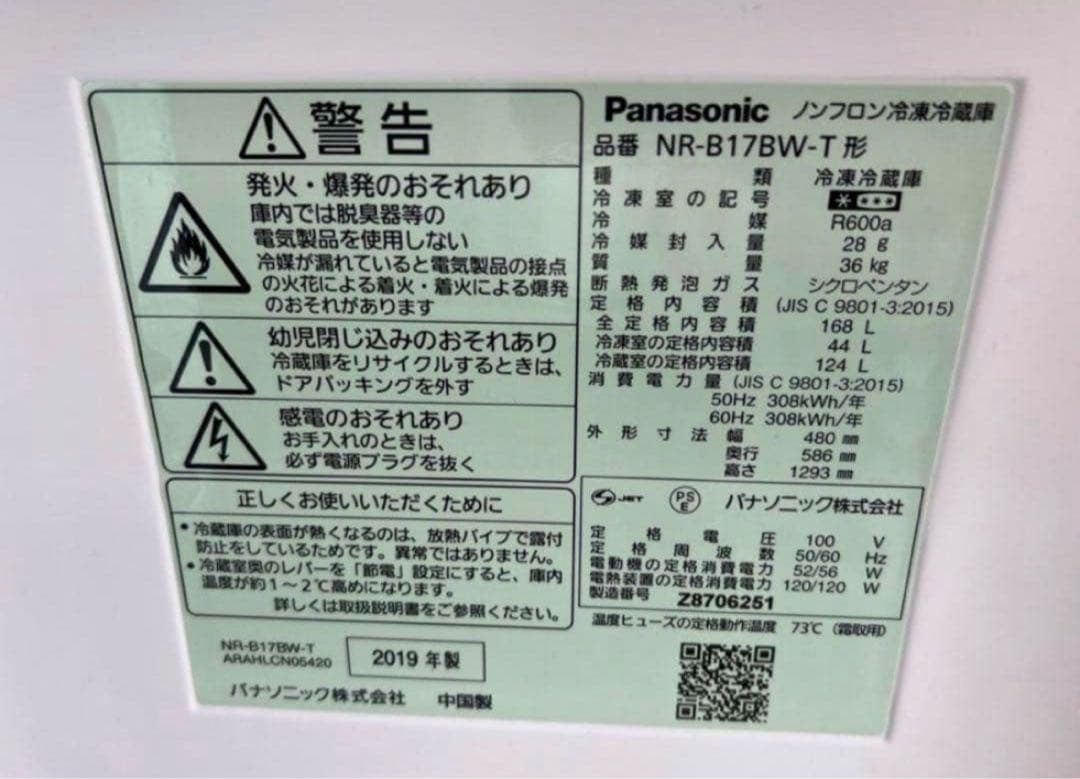 警告
発火・爆発のおそれあり
庫内では脱臭器等の
電気製品を使用しない
冷媒が漏れていると電気製品の接点
の火花による着火・着火による爆発
のおそれがあります
幼児閉じ込みのおそれあり
冷蔵庫をリサイクルするときは、
ドアパッキングを外す
感電のおそれあり
お手入れのときは、
必ず電源プラグを抜く
正しくお使いいただくために
・冷蔵庫の表面が熱くなるのは、放熱パイプで露付
防止をしているためです。異常ではありません。
・冷蔵室奥のレバーを「節電」設定にすると、庫内
温度が約1~2℃高めになります。
詳しくは取扱説明書をご参照ください。
NR-B17BW-T
ARAHLCN05420
2019 年製
パナソニック株式会社 中国製
Panasonic ノンフロン冷凍冷蔵庫
品番 NR-B17BW-T 形
種類 冷凍冷蔵庫
冷凍室の記号 * ***
冷媒 R600a
冷媒封入量 28 g
質量 36 kg
断熱発泡ガス シクロペンタン
定格内容積 (JIS C 9801-3:2015)
全定格内容積 168 L
冷凍室の定格内容積 44 L
冷蔵室の定格内容積 124 L
消費電力量 (JIS C 9801-3:2015)
50Hz 308kWh/年
60Hz 308kWh/年
外形寸法 幅 480 mm
奥行 586 mm
高さ 1293 mm
JET PSE パナソニック株式会社
定格電圧 100 V
定格周波数 50/60 Hz
電動機の定格消費電力 52/56 W
電熱装置の定格消費電力 120/120 W
製造番号 Z8706251
温度ヒューズの定格動作温度 73℃ (霜取用)